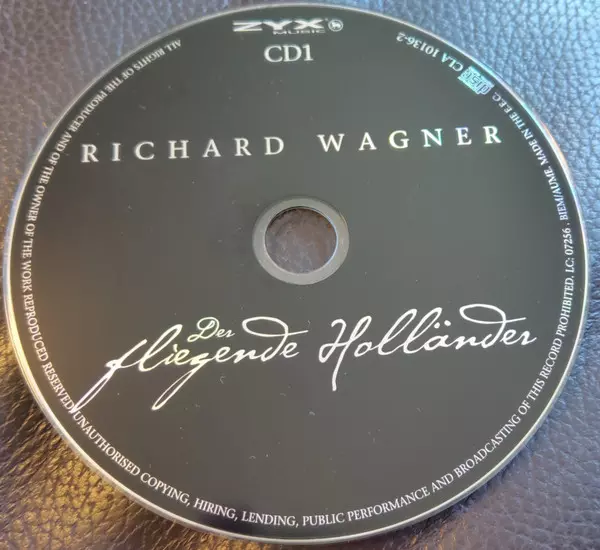 ZYX
MUSIC
CD1
RICHARD WAGNER
Der
fliegende Holländer
ALL RIGHTS OF THE PRODUCER AND OF THE OWNER OF THE WORK REPRODUCED RESERVED. UNAUTHORISED COPYING, HIRING, LENDING, PUBLIC PERFORMANCE AND BROADCASTING OF THIS RECORD PROHIBITED. LC: 07256 . BIEM/AUME. MADE IN THE E.E.C.
CLA 10136-2